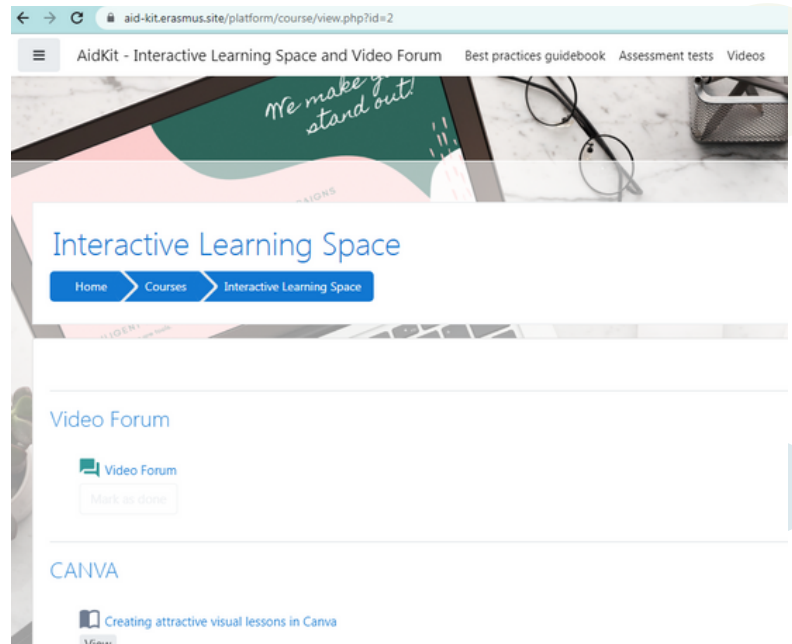 aid-kit.erasmus.site/platform/course/view.php?id=2
AidKit - Interactive Learning Space and Video Forum Best practices guidebook Assessment tests Videos
We make you
stand out!
Interactive Learning Space
Home Courses Interactive Learning Space
Video Forum
Video Forum
Mark as done
CANVA
Creating attractive visual lessons in Canva
View